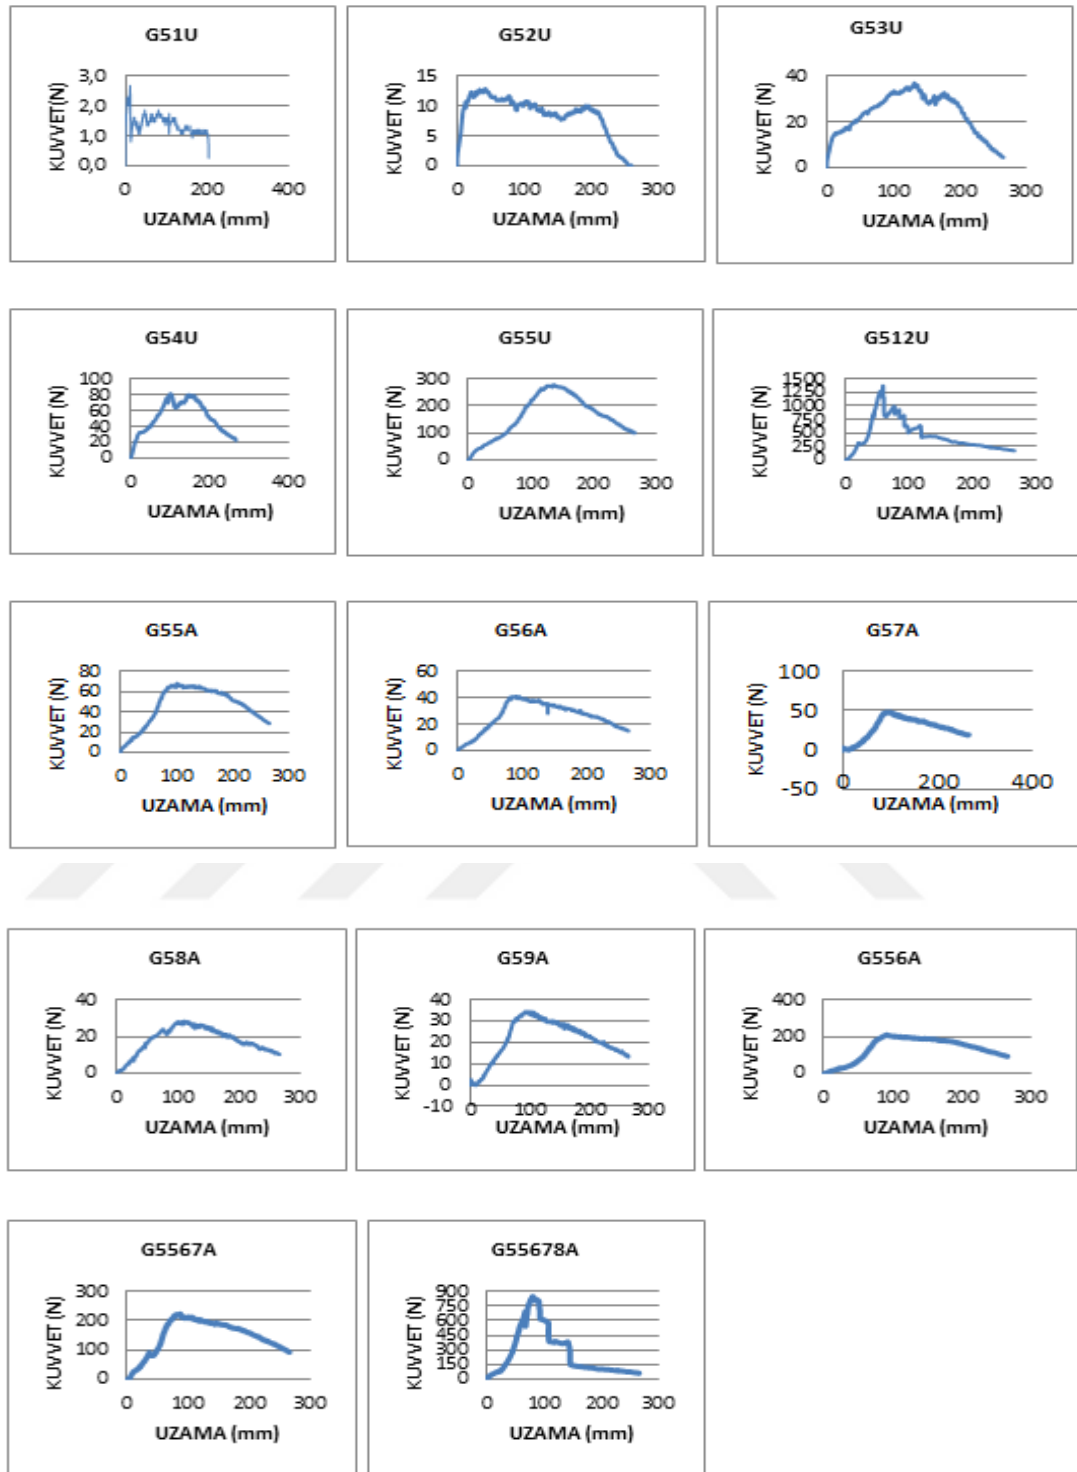 G51U
KUVVET(N)
3,0
2,0
1,0
0,0
0 200 400
UZAMA (mm)
G52U
KUVVET (N)
15
10
5
0
0 100 200 300
UZAMA (mm)
G53U
KUVVET (N)
40
20
0
0 100 200 300
UZAMA (mm)
G54U
KUVVET (N)
100
80
60
40
20
0
0 200 400
UZAMA (mm)
G55U
KUVVET (N)
300
200
100
0
0 100 200 300
UZAMA (mm)
G512U
KUVVET (N)
1500
1250
1000
750
500
250
0
0 100 200 300
UZAMA (mm)
G55A
KUVVET (N)
80
60
40
20
0
0 100 200 300
UZAMA (mm)
G56A
KUVVET (N)
60
40
20
0
0 100 200 300
UZAMA (mm)
G57A
KUVVET (N)
100
50
0
-50
0 200 400
UZAMA (mm)
G58A
KUVVET (N)
40
20
0
0 100 200 300
UZAMA (mm)
G59A
KUVVET (N)
40
30
20
10
0
-10
0 100 200 300
UZAMA (mm)
G556A
KUVVET (N)
400
200
0
0 100 200 300
UZAMA (mm)
G5567A
KUVVET (N)
300
200
100
0
0 100 200 300
UZAMA (mm)
G55678A
KUVVET (N)
900
750
600
450
300
150
0
0 100 200 300
UZAMA (mm)